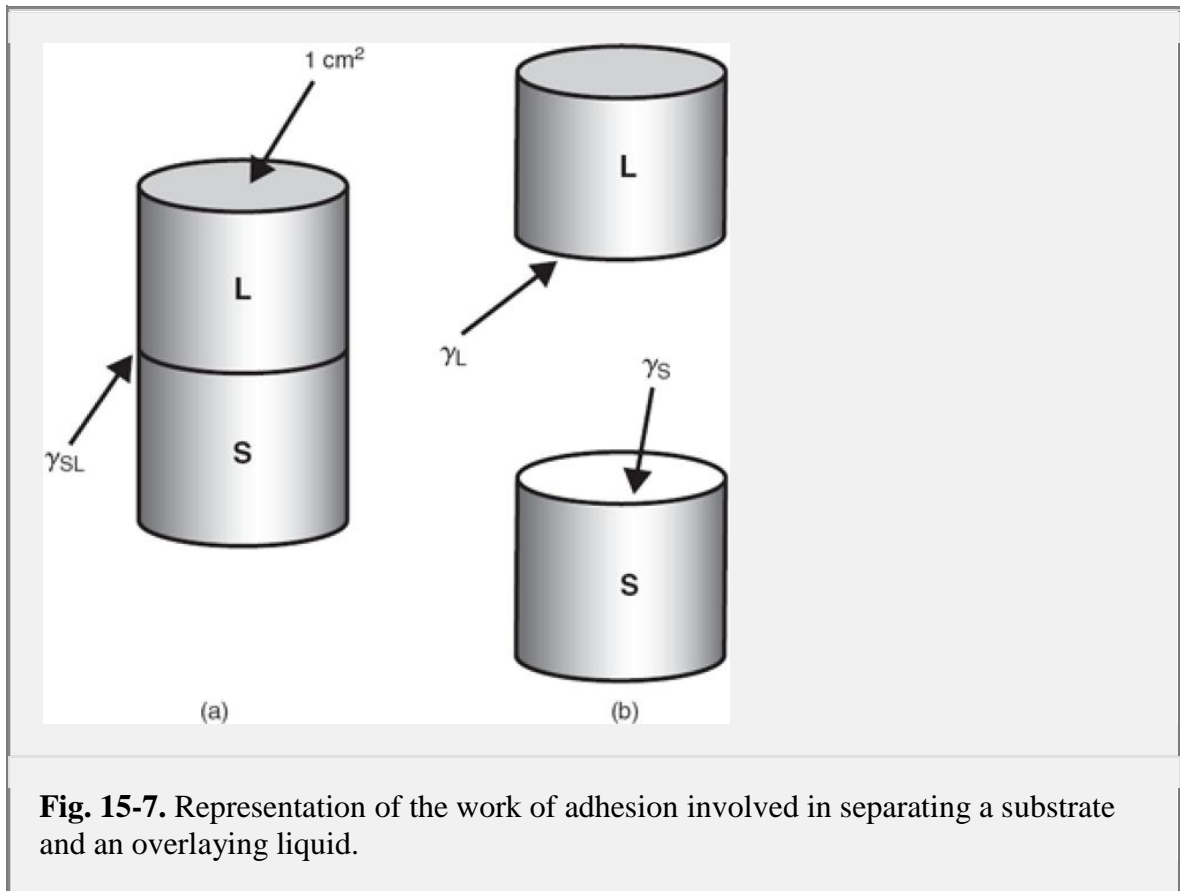 1 cm²
L
L
γL
γS
γSL
S
S
(a)
(b)
Fig. 15-7. Representation of the work of adhesion involved in separating a substrate
and an overlaying liquid.